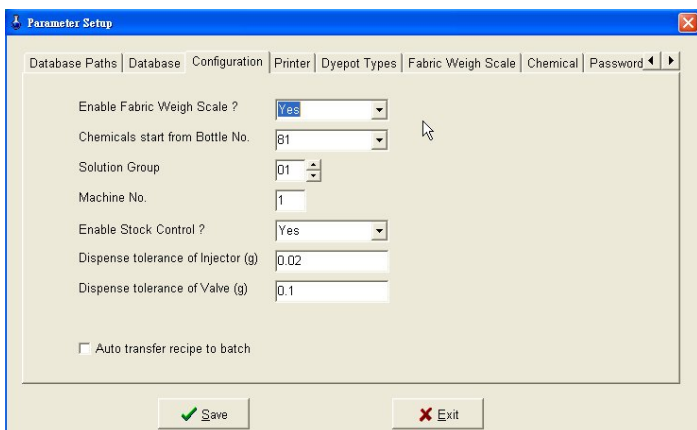 Parameter Setup
Database Paths Database Configuration Printer Dyepot Types Fabric Weigh Scale Chemical Password
Enable Fabric Weigh Scale ? Yes
Chemicals start from Bottle No. 81
Solution Group 01
Machine No. 1
Enable Stock Control ? Yes
Dispense tolerance of Injector (g) 0.02
Dispense tolerance of Valve (g) 0.1
Auto transfer recipe to batch
Save Exit